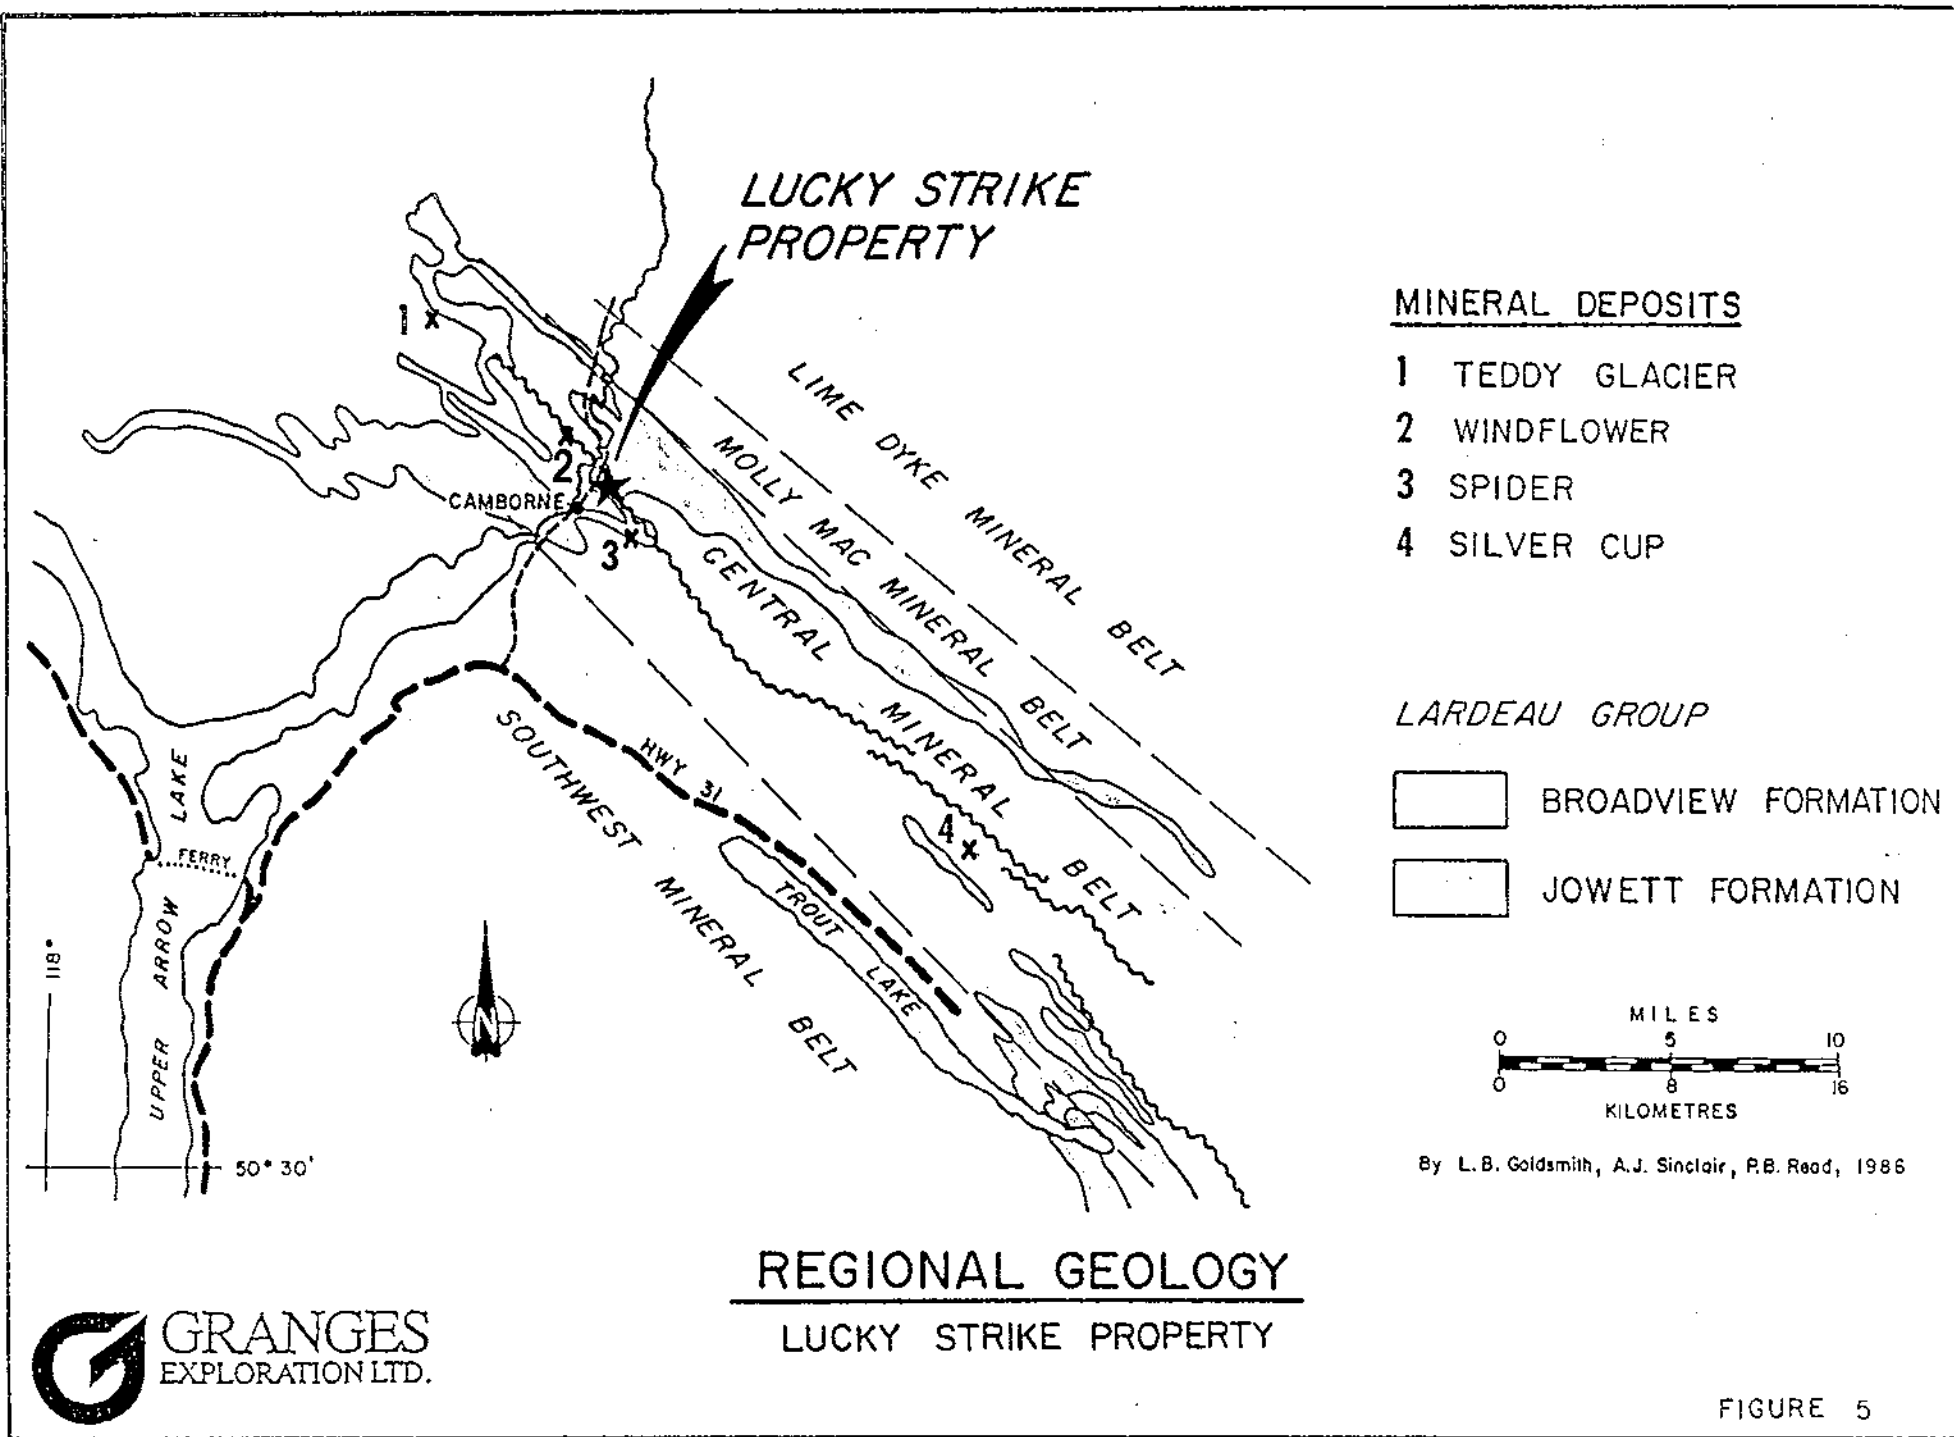 LUCKY STRIKE
PROPERTY
1
2
CAMBORNE
3
4
LIME DYKE MINERAL BELT
MOLLY MAC MINERAL BELT
CENTRAL MINERAL BELT
SOUTHWEST MINERAL BELT
HWY 31
TROUT LAKE
UPPER ARROW LAKE
FERRY
118°
50° 30'
N
MINERAL DEPOSITS
1 TEDDY GLACIER
2 WINDFLOWER
3 SPIDER
4 SILVER CUP
LARDEAU GROUP
BROADVIEW FORMATION
JOWETT FORMATION
MILES
0 5 10
0 8 16
KILOMETRES
By L.B. Goldsmith, A.J. Sinclair, P.B. Read, 1986
REGIONAL GEOLOGY
LUCKY STRIKE PROPERTY
GRANGES
EXPLORATION LTD.
FIGURE 5